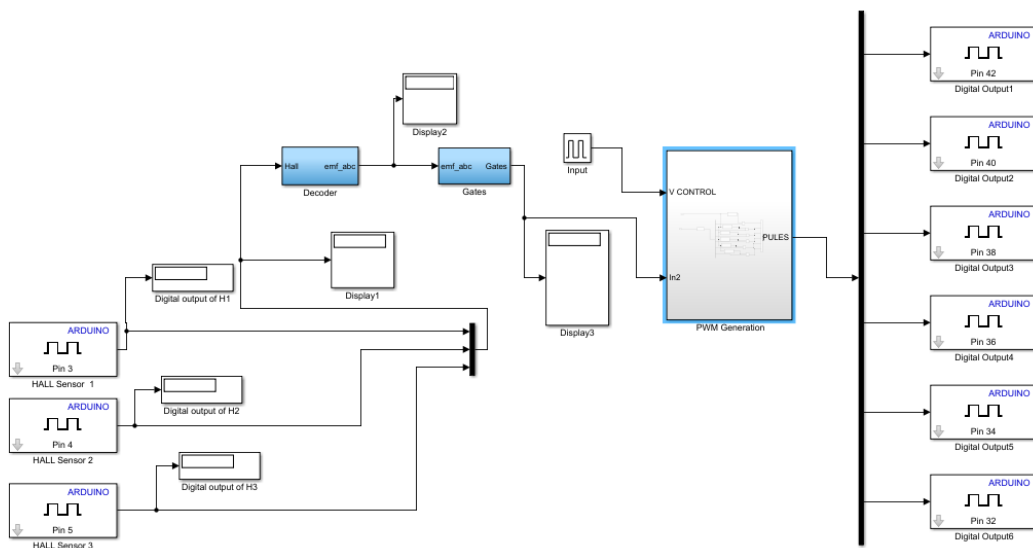 ARDUINO
Pin 42
Digital Output1
Display2
ARDUINO
Pin 40
Digital Output2
Hall
emf_abc
Decoder
emf_abc
Gates
Gates
Input
V CONTROL
PULES
In2
PWM Generation
ARDUINO
Pin 38
Digital Output3
Display1
Digital output of H1
Display3
ARDUINO
Pin 36
Digital Output4
ARDUINO
Pin 3
HALL Sensor 1
Digital output of H2
ARDUINO
Pin 4
HALL Sensor 2
ARDUINO
Pin 34
Digital Output5
Digital output of H3
ARDUINO
Pin 5
HALL Sensor 3
ARDUINO
Pin 32
Digital Output6